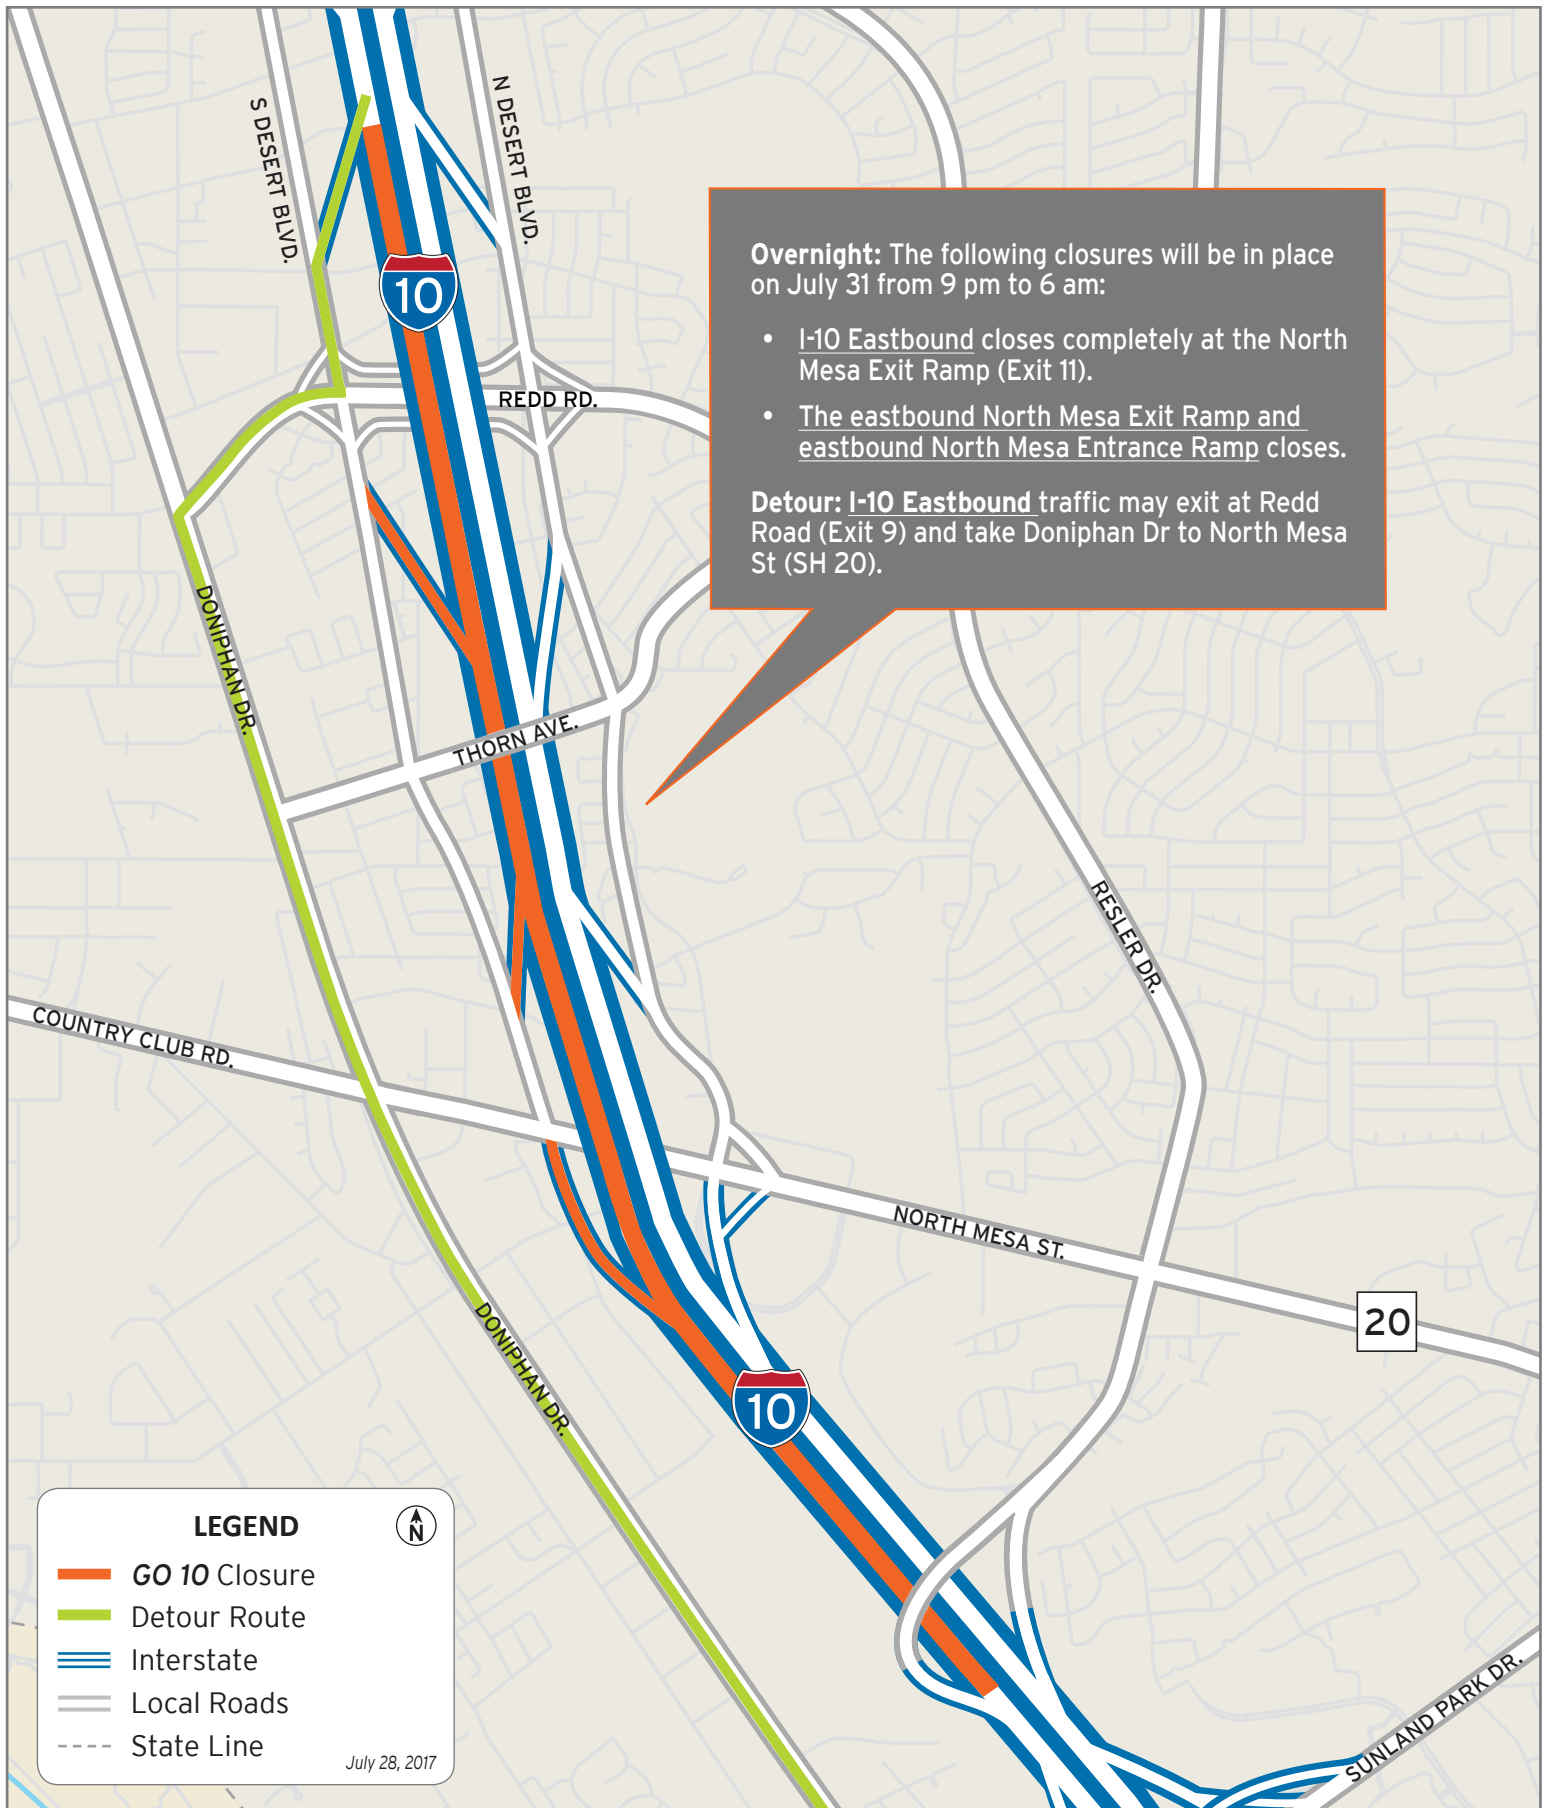 S DESERT BLVD.
N DESERT BLVD.
10
REDD RD.
Overnight: The following closures will be in place
on July 31 from 9 pm to 6 am:
• I-10 Eastbound closes completely at the North
Mesa Exit Ramp (Exit 11).
• The eastbound North Mesa Exit Ramp and
eastbound North Mesa Entrance Ramp closes.
Detour: I-10 Eastbound traffic may exit at Redd
Road (Exit 9) and take Doniphan Dr to North Mesa
St (SH 20).
DONIPHAN DR.
THORN AVE.
RESLER DR.
COUNTRY CLUB RD.
NORTH MESA ST.
20
DONIPHAN DR.
10
SUNLAND PARK DR.
LEGEND
N
GO 10 Closure
Detour Route
Interstate
Local Roads
State Line
July 28, 2017